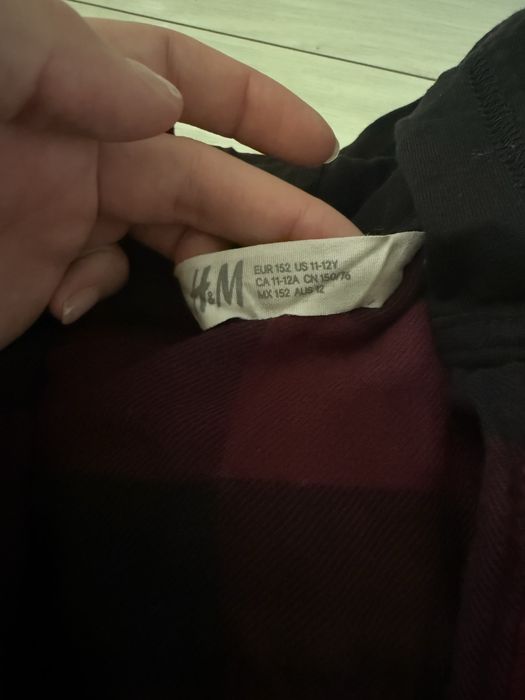 H&M
EUR 152 US 11-12Y
CA 11-12A CN 150/76
MX 152 AUS 12